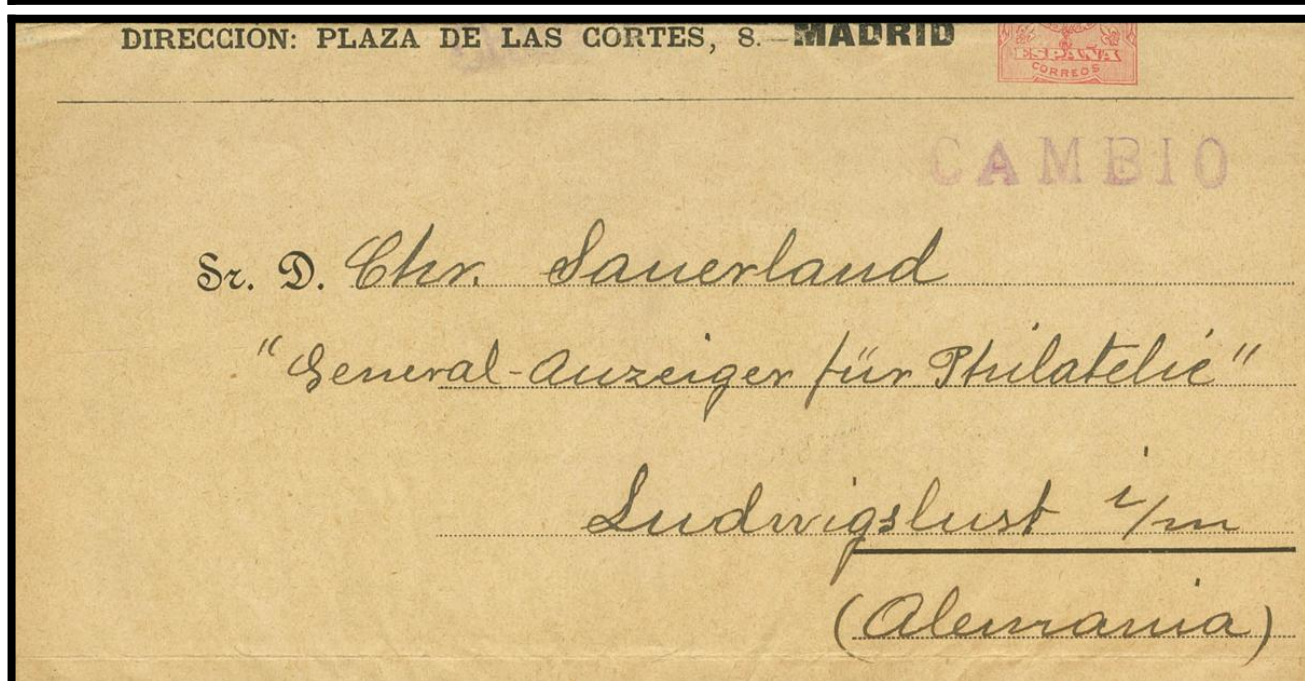 DIRECCION: PLAZA DE LAS CORTES, 8.—MADRID
ESPAÑA
CORREOS
CAMBIO
Sr. D. Chr. Sauerland
"General-Anzeiger für Philatelie"
Ludwigslust i/m
(Alemania)